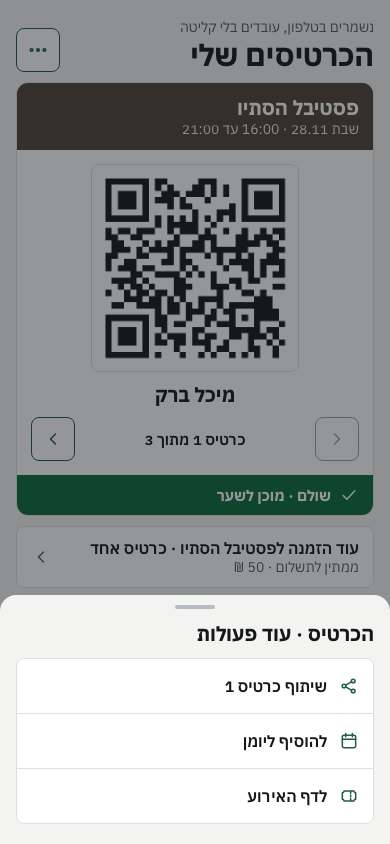 נשמרים בטלפון, עובדים בלי קליטה
הכרטיסים שלי
פסטיבל הסתיו
שבת 28.11 · 16:00 עד 21:00
מיכל ברק
כרטיס 1 מתוך 3
שולם · מוכן לשער
עוד הזמנה לפסטיבל הסתיו · כרטיס אחד
ממתין לתשלום · 50 ₪
הכרטיס · עוד פעולות
שיתוף כרטיס 1
להוסיף ליומן
לדף האירוע